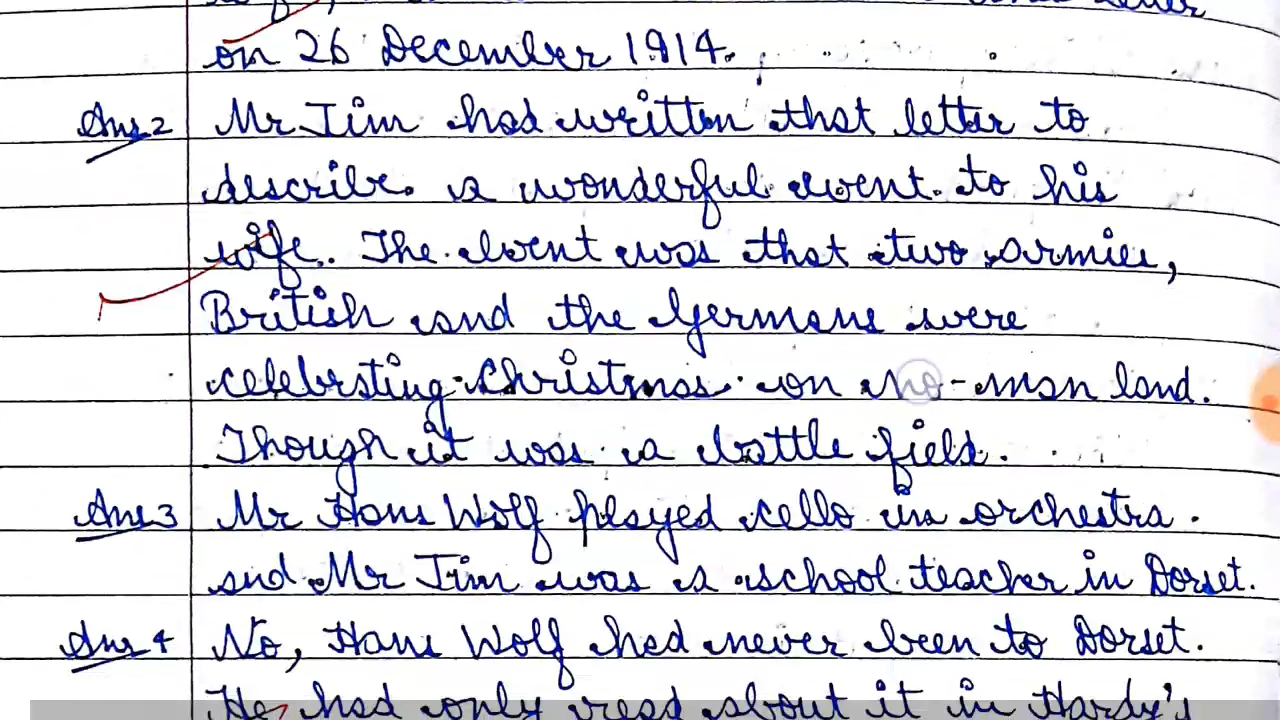 on 26 December 1914.
Ans 2 Mr Jim had written that letter to
describe a wonderful event to his
wife. The event was that two armies,
British and the Germans were
celebrating Christmas on no-man land.
Though it was a battle field.
Ans 3 Mr Hans Wolf played cello in orchestra.
and Mr Jim was a school teacher in Dorset.
Ans 4 No, Hans Wolf had never been to Dorset.
He had only read about it in Hardy's